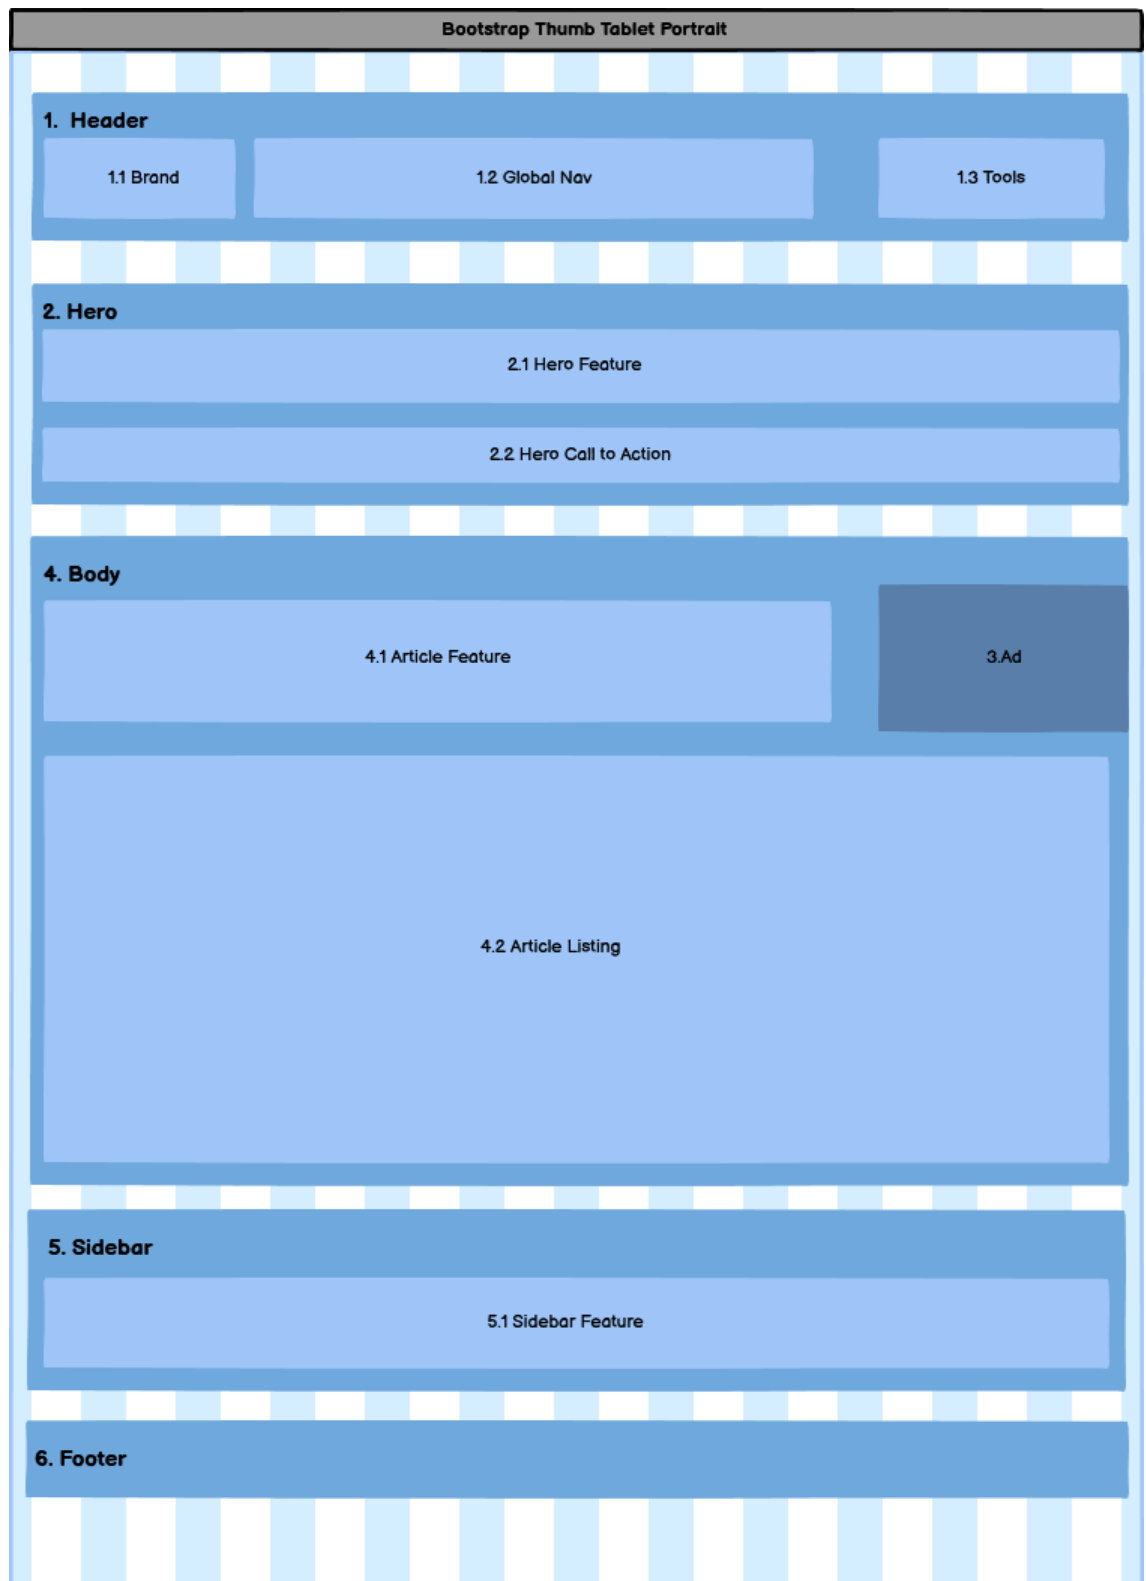 Bootstrap Thumb Tablet Portrait
1. Header
1.1 Brand
1.2 Global Nav
1.3 Tools
2. Hero
2.1 Hero Feature
2.2 Hero Call to Action
4. Body
4.1 Article Feature
3.Ad
4.2 Article Listing
5. Sidebar
5.1 Sidebar Feature
6. Footer